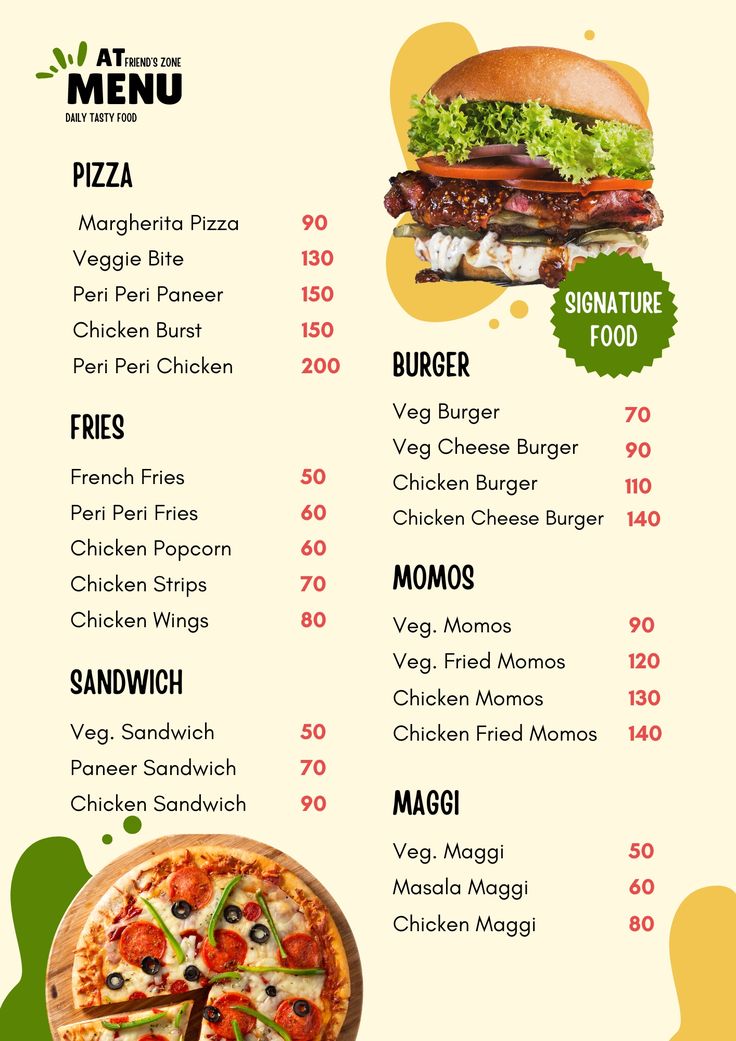 AT FRIEND'S ZONE
MENU
DAILY TASTY FOOD
PIZZA
Margherita Pizza 90
Veggie Bite 130
Peri Peri Paneer 150
Chicken Burst 150
Peri Peri Chicken 200
FRIES
French Fries 50
Peri Peri Fries 60
Chicken Popcorn 60
Chicken Strips 70
Chicken Wings 80
SANDWICH
Veg. Sandwich 50
Paneer Sandwich 70
Chicken Sandwich 90
SIGNATURE
FOOD
BURGER
Veg Burger 70
Veg Cheese Burger 90
Chicken Burger 110
Chicken Cheese Burger 140
MOMOS
Veg. Momos 90
Veg. Fried Momos 120
Chicken Momos 130
Chicken Fried Momos 140
MAGGI
Veg. Maggi 50
Masala Maggi 60
Chicken Maggi 80